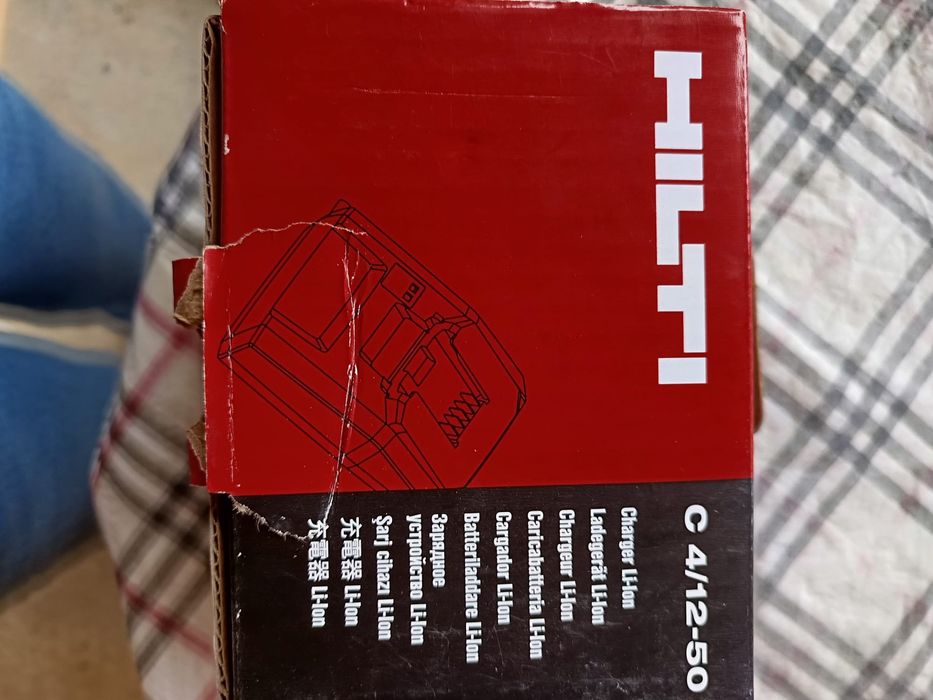 HILTI
C 4/12-50
Charger Li-Ion
Ladegerät Li-Ion
Chargeur Li-Ion
Caricabatteria Li-Ion
Cargador Li-Ion
Batteriladdare Li-Ion
Зарядное
устройство Li-Ion
Şarj cihazı Li-Ion
充電器 Li-Ion
充電器 Li-Ion